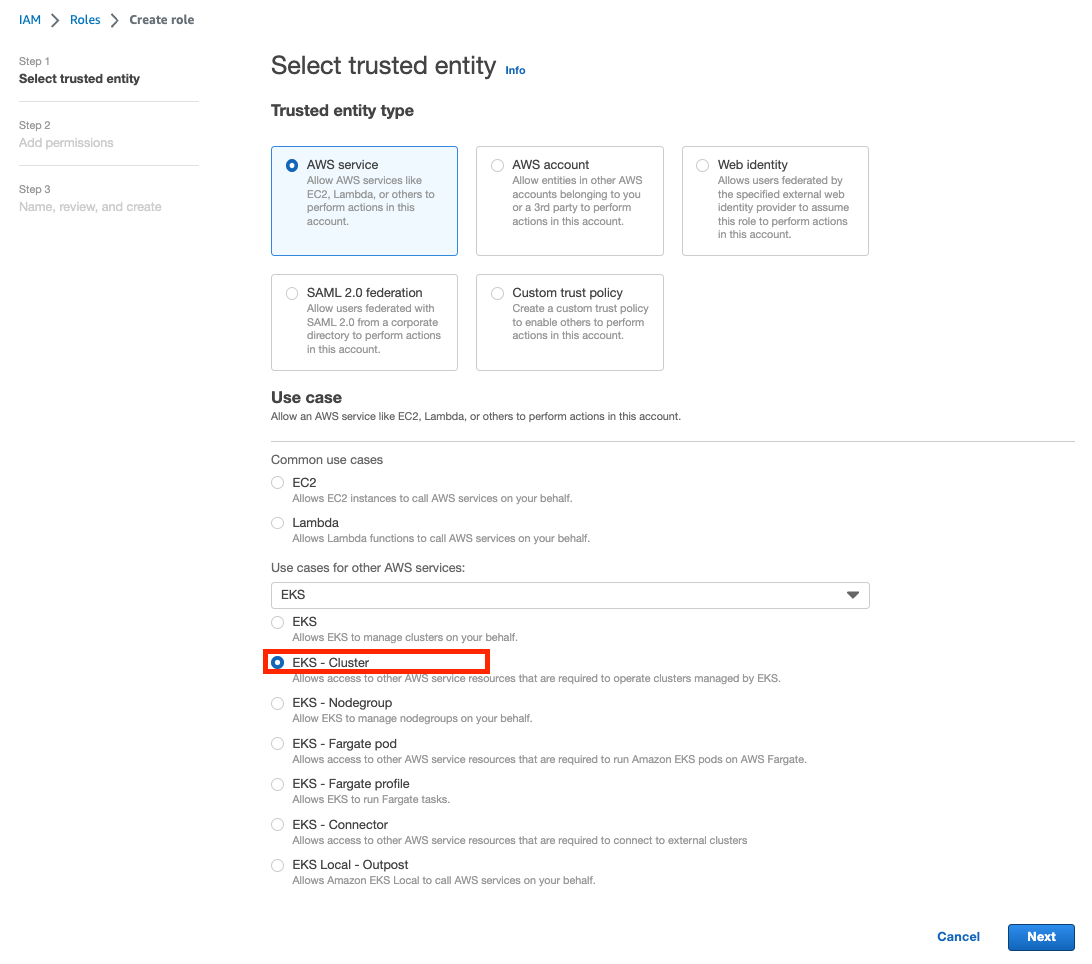 IAM > Roles > Create role
Step 1
Select trusted entity
Step 2
Add permissions
Step 3
Name, review, and create
Select trusted entity Info
Trusted entity type
AWS service
Allow AWS services like
EC2, Lambda, or others to
perform actions in this
account.
AWS account
Allow entities in other AWS
accounts belonging to you
or a 3rd party to perform
actions in this account.
Web identity
Allows users federated by
the specified external web
identity provider to assume
this role to perform actions
in this account.
SAML 2.0 federation
Allow users federated with
SAML 2.0 from a corporate
directory to perform actions
in this account.
Custom trust policy
Create a custom trust policy
to enable others to perform
actions in this account.
Use case
Allow an AWS service like EC2, Lambda, or others to perform actions in this account.
Common use cases
EC2
Allows EC2 instances to call AWS services on your behalf.
Lambda
Allows Lambda functions to call AWS services on your behalf.
Use cases for other AWS services:
EKS
EKS
Allows EKS to manage clusters on your behalf.
EKS - Cluster
Allows access to other AWS service resources that are required to operate clusters managed by EKS.
EKS - Nodegroup
Allow EKS to manage nodegroups on your behalf.
EKS - Fargate pod
Allows access to other AWS service resources that are required to run Amazon EKS pods on AWS Fargate.
EKS - Fargate profile
Allows EKS to run Fargate tasks.
EKS - Connector
Allows access to other AWS service resources that are required to connect to external clusters
EKS Local - Outpost
Allows Amazon EKS Local to call AWS services on your behalf.
Cancel
Next